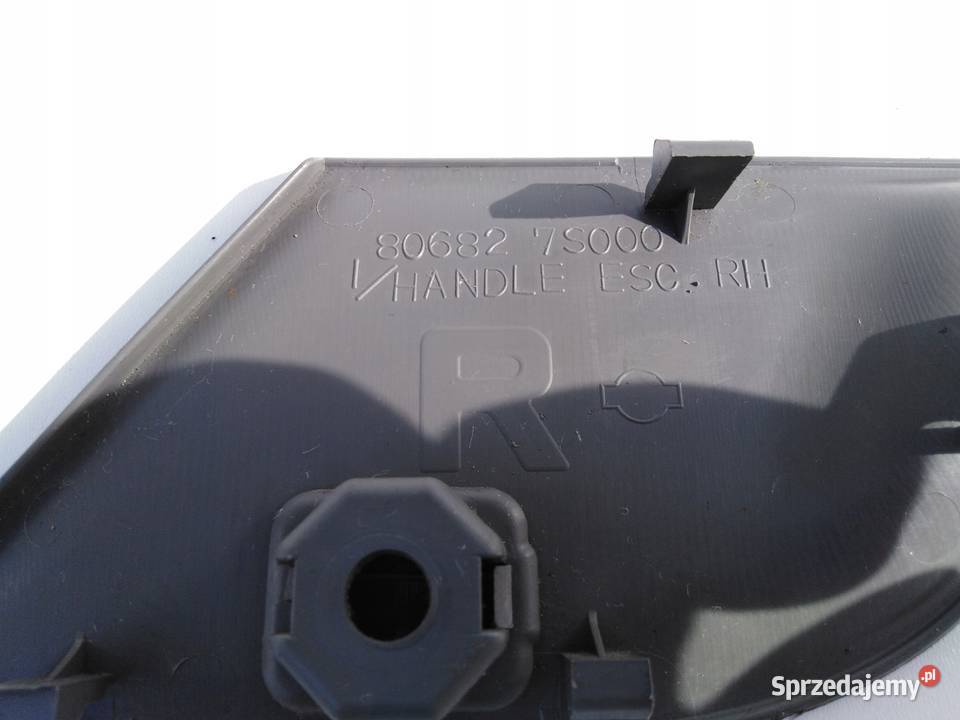 80682 7S000
I/HANDLE ESC. RH
R
Sprzedajemy.pl